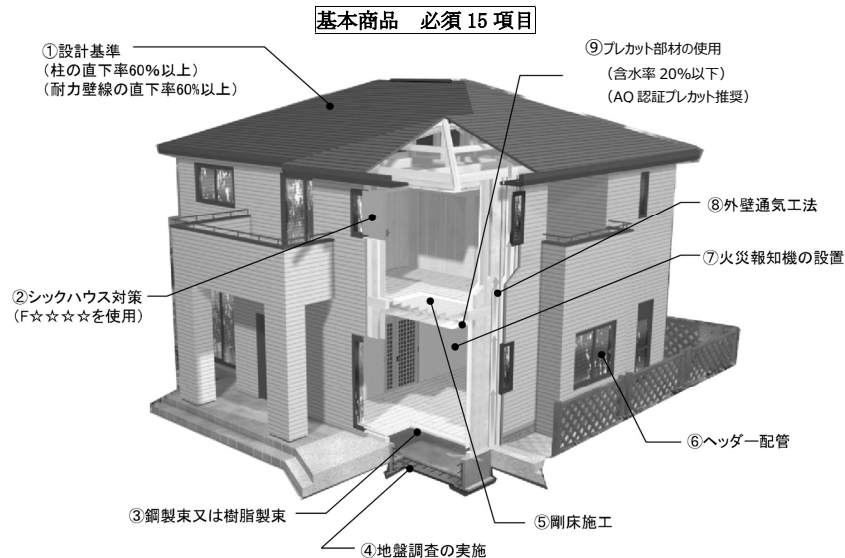 基本商品　必須 15 項目
①設計基準
(柱の直下率60%以上)
(耐力壁線の直下率60%以上)
⑨プレカット部材の使用
(含水率 20%以下)
(AQ 認証プレカット推奨)
⑧外壁通気工法
⑦火災報知機の設置
②シックハウス対策
(F☆☆☆☆を使用)
⑥ヘッダー配管
③鋼製束又は樹脂製束
⑤剛床施工
④地盤調査の実施